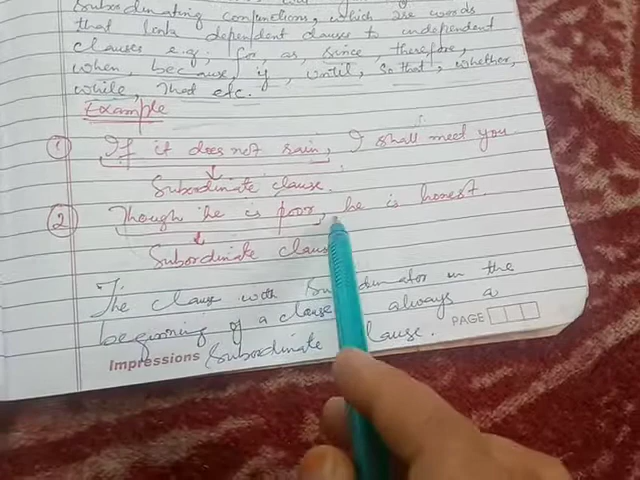 Subordinating conjunctions, which are words
that link dependent clauses to independent
clauses e.g; for, as, since, therefore,
when, because, if, until, so that, whether,
while, that etc.
Example
1 If it does not rain, I shall meet you
Subordinate clause.
2 Though he is poor, he is honest.
Subordinate clause
The clause with in the
beginning of a clause always a
Subordinate clause.
PAGE
Impressions